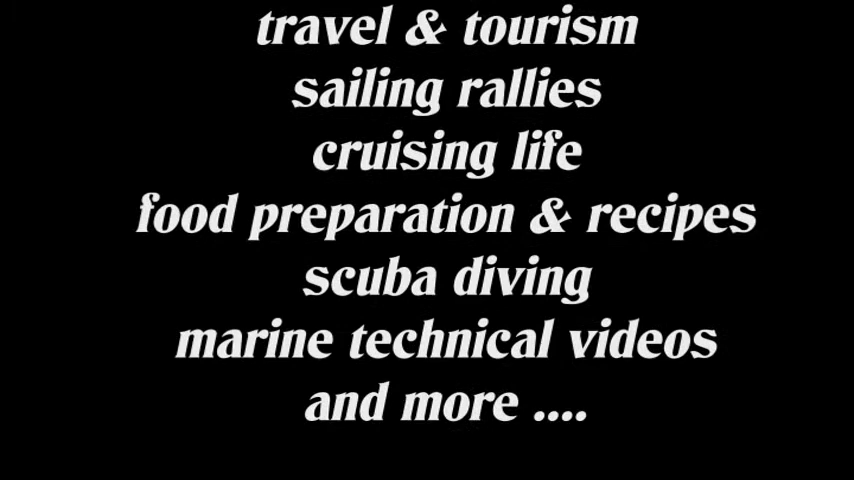 travel & tourism
sailing rallies
cruising life
food preparation & recipes
scuba diving
marine technical videos
and more ....